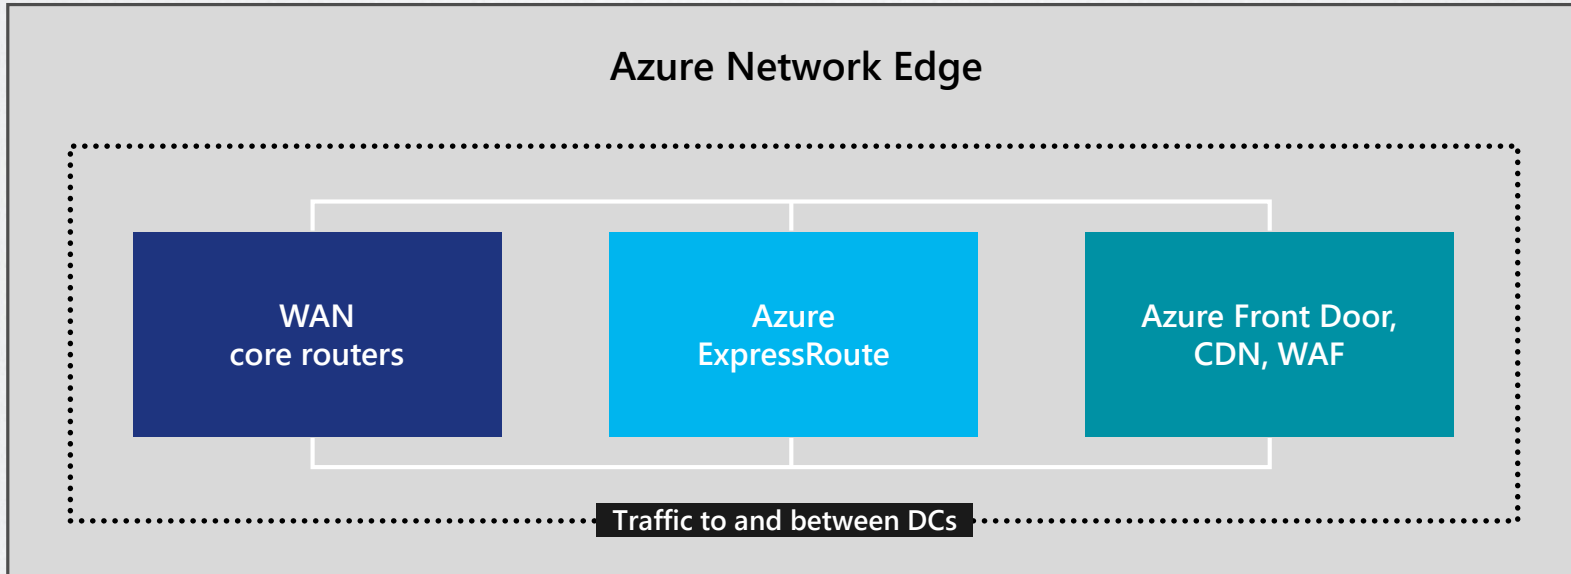 Azure Network Edge
WAN
core routers
Azure
ExpressRoute
Azure Front Door,
CDN, WAF
Traffic to and between DCs